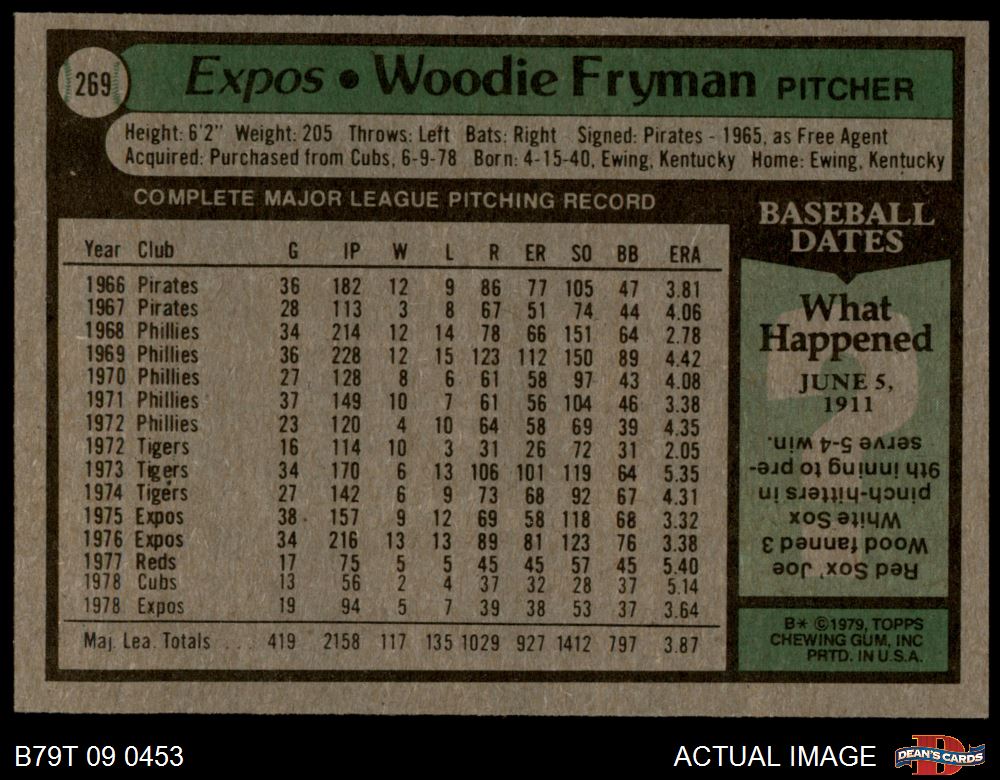 269
Expos • Woodie Fryman PITCHER
Height: 6'2" Weight: 205 Throws: Left Bats: Right Signed: Pirates - 1965, as Free Agent
Acquired: Purchased from Cubs, 6-9-78 Born: 4-15-40, Ewing, Kentucky Home: Ewing, Kentucky
COMPLETE MAJOR LEAGUE PITCHING RECORD
Year Club G IP W L R ER SO BB ERA
1966 Pirates 36 182 12 9 86 77 105 47 3.81
1967 Pirates 28 113 3 8 67 51 74 44 4.06
1968 Phillies 34 214 12 14 78 66 151 64 2.78
1969 Phillies 36 228 12 15 123 112 150 89 4.42
1970 Phillies 27 128 8 6 61 58 97 43 4.08
1971 Phillies 37 149 10 7 61 56 104 46 3.38
1972 Phillies 23 120 4 10 64 58 69 39 4.35
1972 Tigers 16 114 10 3 31 26 72 31 2.05
1973 Tigers 34 170 6 13 106 101 119 64 5.35
1974 Tigers 27 142 6 9 73 68 92 67 4.31
1975 Expos 38 157 9 12 69 58 118 68 3.32
1976 Expos 34 216 13 13 89 81 123 76 3.38
1977 Reds 17 75 5 5 45 45 57 45 5.40
1978 Cubs 13 56 2 4 37 32 28 37 5.14
1978 Expos 19 94 5 7 39 38 53 37 3.64
Maj. Lea. Totals ... 419 2158 117 135 1029 927 1412 797 3.87
BASEBALL
DATES
What
Happened
JUNE 5,
1911
Red Sox' Joe
Wood fanned 3
White Sox
pinch-hitters in
9th inning to pre-
serve 5-4 win.
B* ©1979, TOPPS
CHEWING GUM, INC
PRTD. IN U.S.A.
B79T 09 0453
ACTUAL IMAGE
DEAN'S CARDS